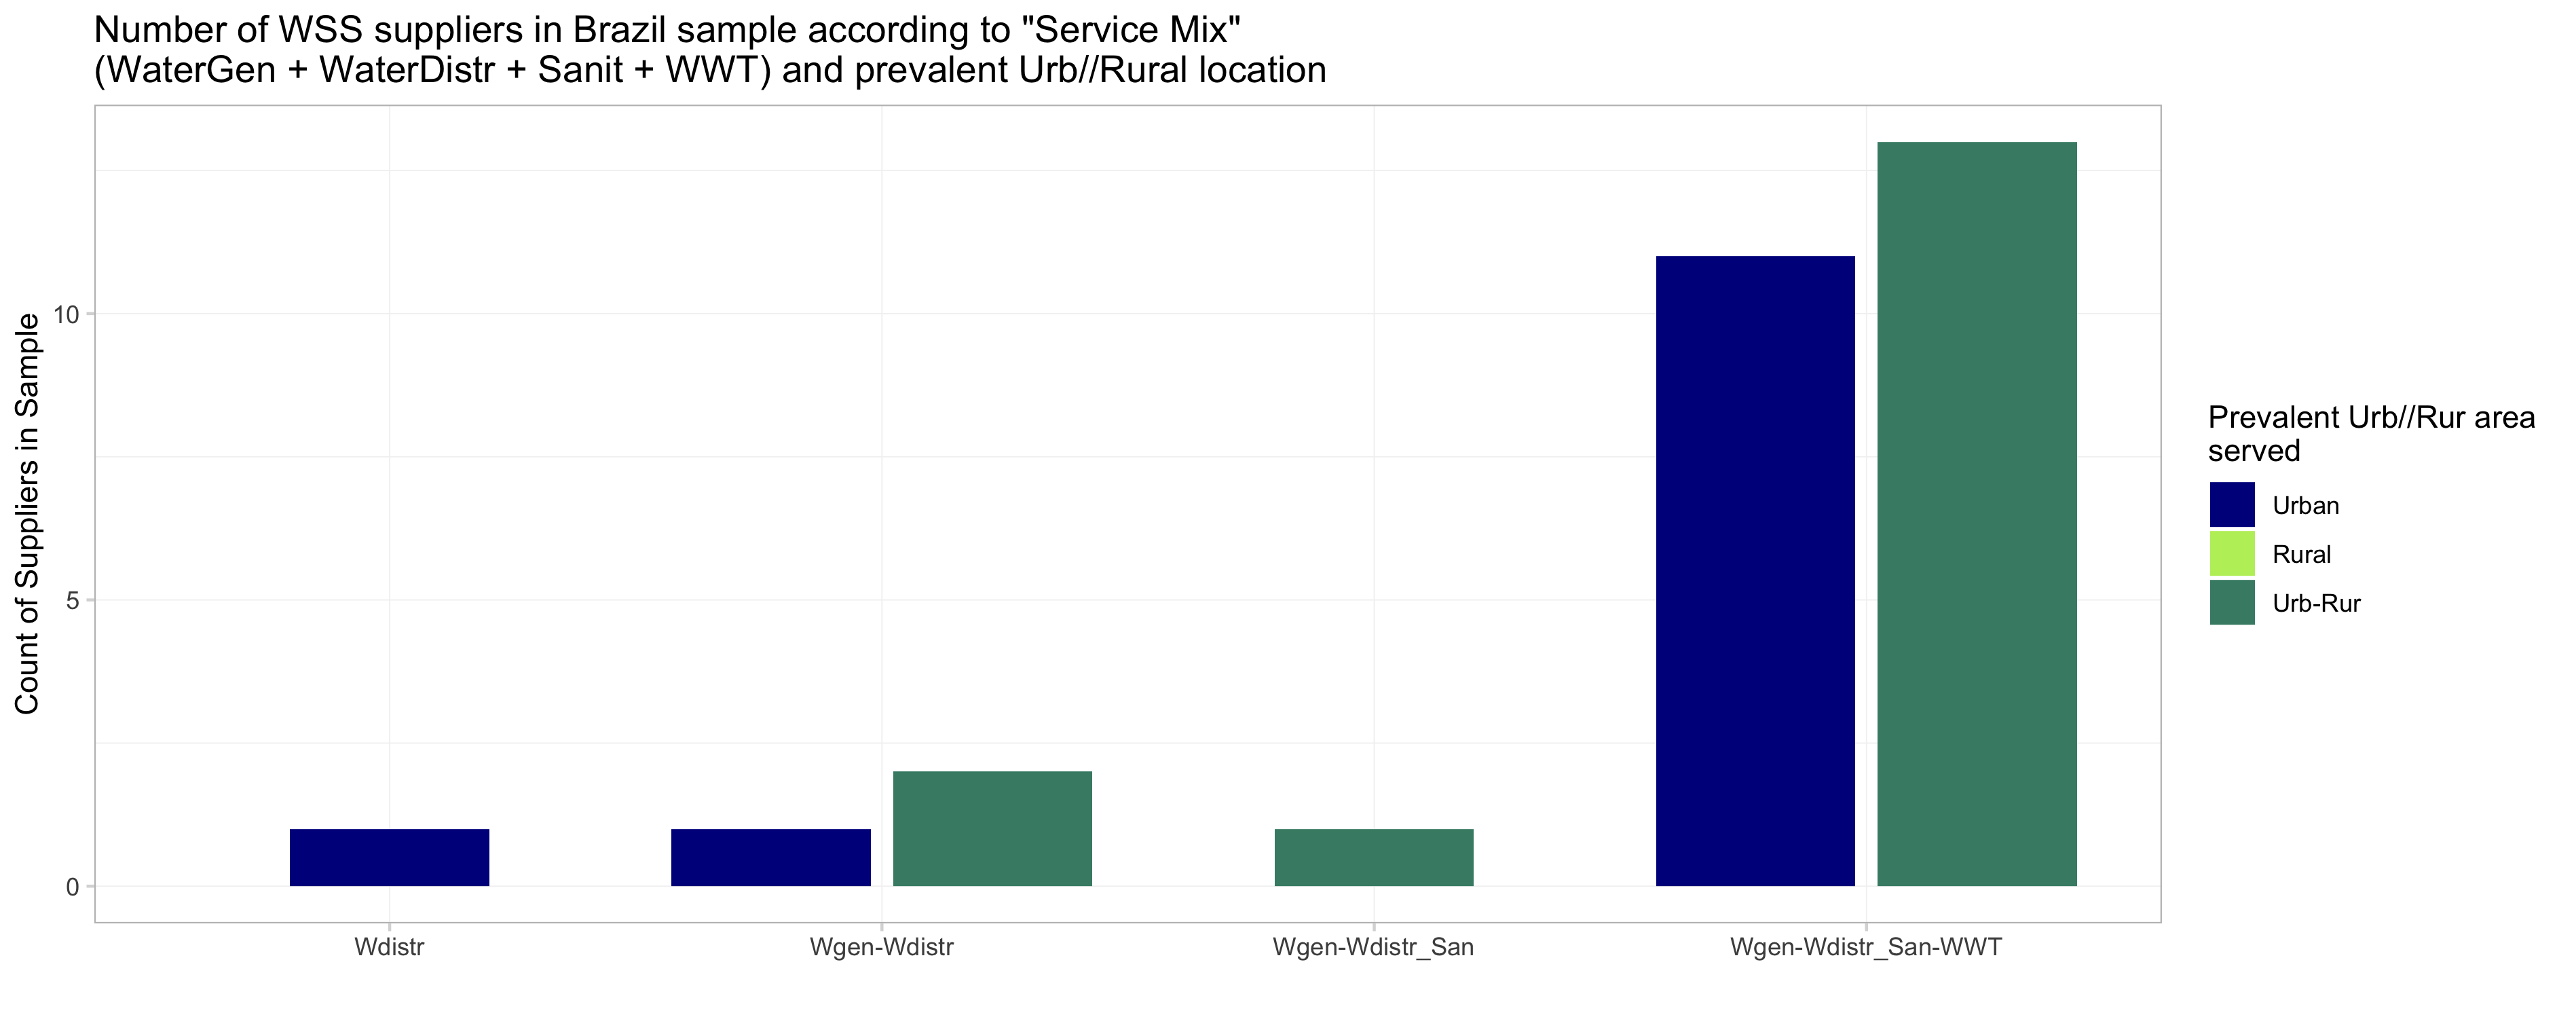 Number of WSS suppliers in Brazil sample according to "Service Mix"
(WaterGen + WaterDistr + Sanit + WWT) and prevalent Urb//Rural location
Count of Suppliers in Sample
10
5
0
Wdistr
Wgen-Wdistr
Wgen-Wdistr_San
Wgen-Wdistr_San-WWT
Prevalent Urb//Rur area
served
Urban
Rural
Urb-Rur